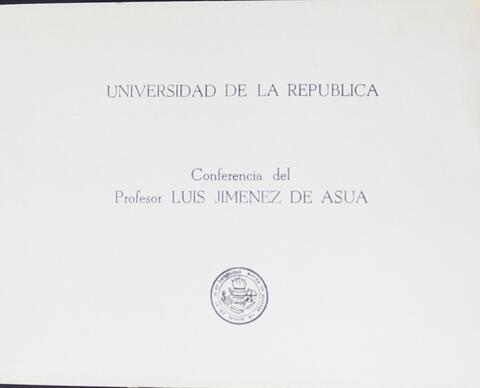 UNIVERSIDAD DE LA REPUBLICA
Conferencia del
Profesor LUIS JIMENEZ DE ASUA